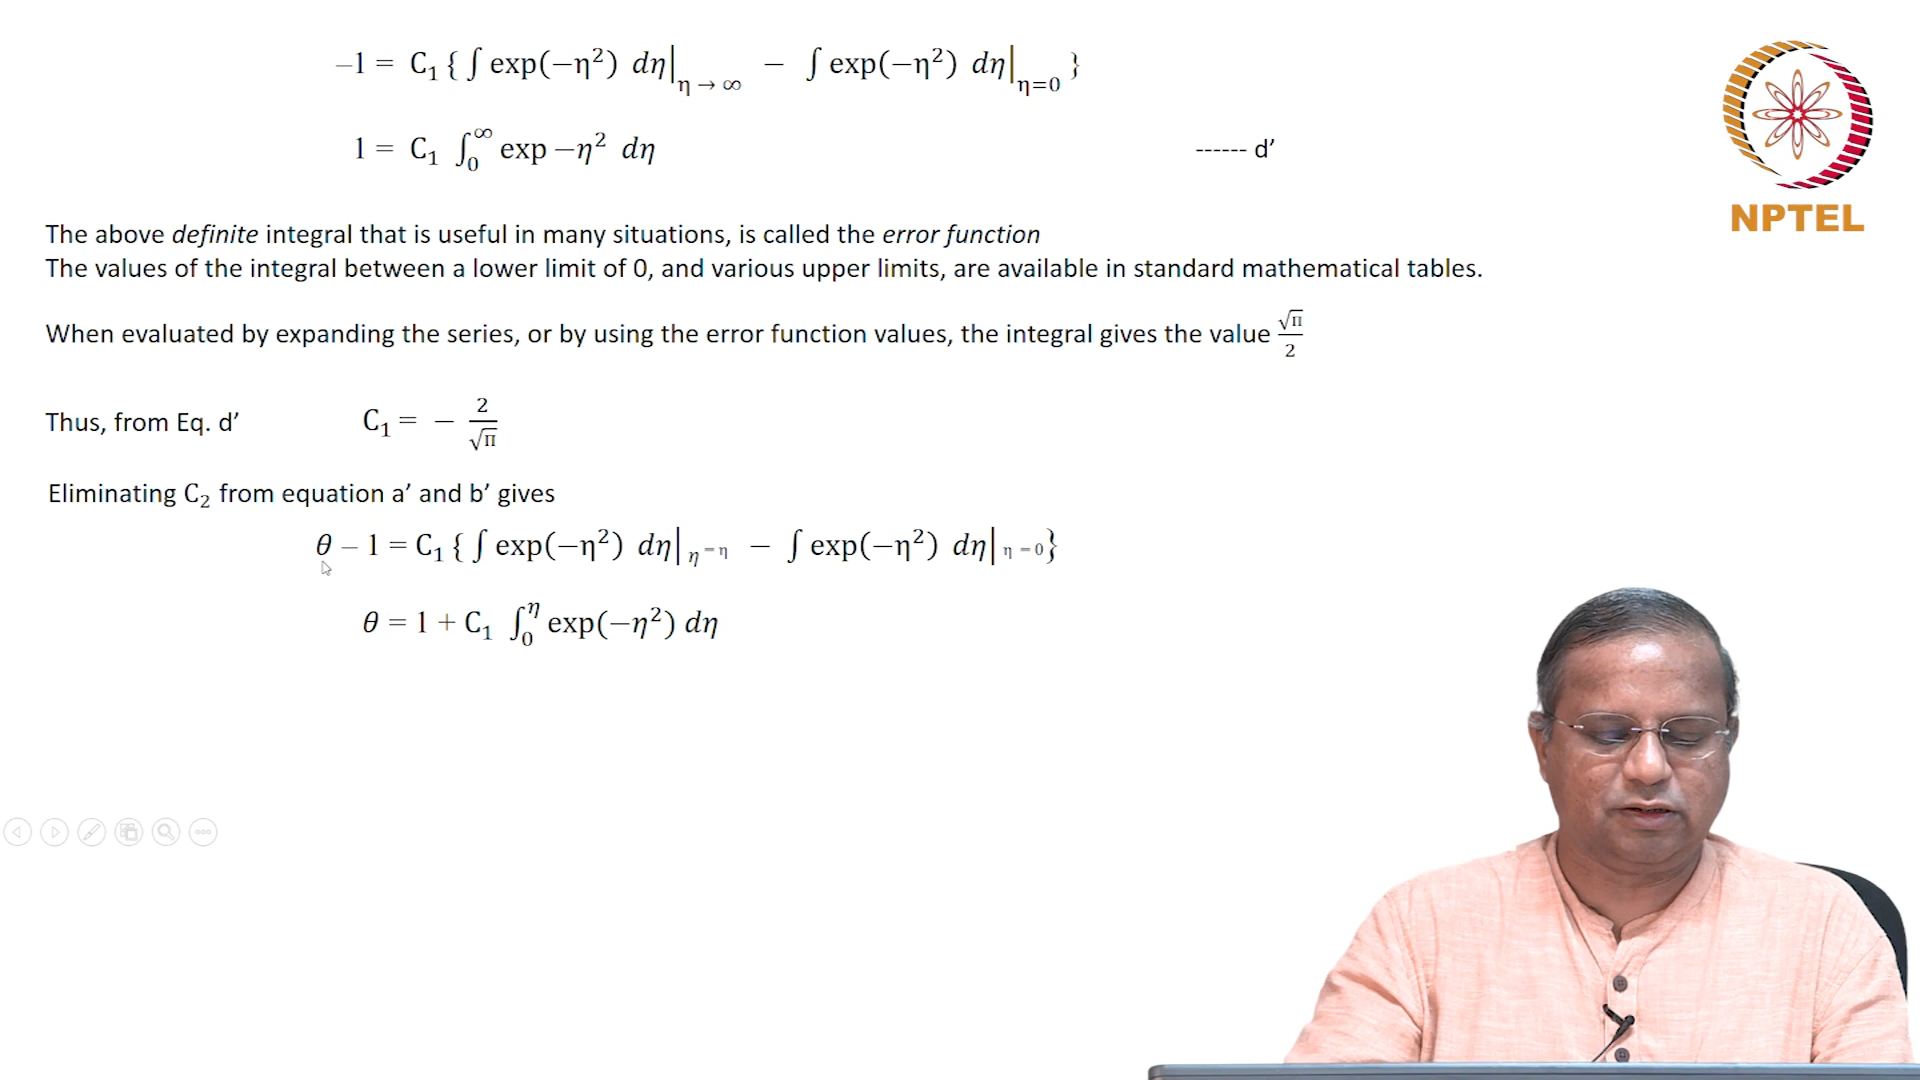 –1 = C₁ { ∫ exp(−η²) dη|η → ∞ − ∫ exp(−η²) dη|η=0 }
1 = C₁ ∫₀^∞ exp −η² dη ------ d’
NPTEL
The above definite integral that is useful in many situations, is called the error function
The values of the integral between a lower limit of 0, and various upper limits, are available in standard mathematical tables.
When evaluated by expanding the series, or by using the error function values, the integral gives the value √Π/2
Thus, from Eq. d’ C₁ = − 2/√Π
Eliminating C₂ from equation a’ and b’ gives
θ – 1 = C₁ { ∫ exp(−η²) dη|η = η − ∫ exp(−η²) dη|η = 0}
θ = 1 + C₁ ∫₀^η exp(−η²) dη